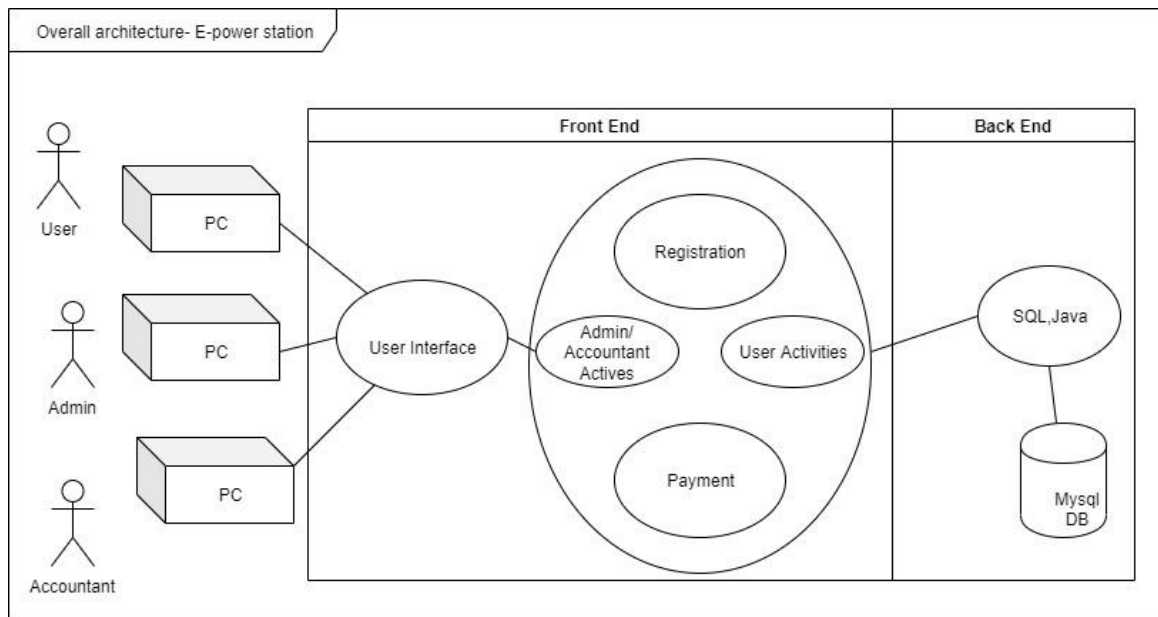 Overall architecture- E-power station
Front End
Back End
User
PC
Registration
User Interface
Admin/
Accountant
Actives
User Activities
SQL,Java
Admin
PC
Payment
Mysql
DB
Accountant
PC